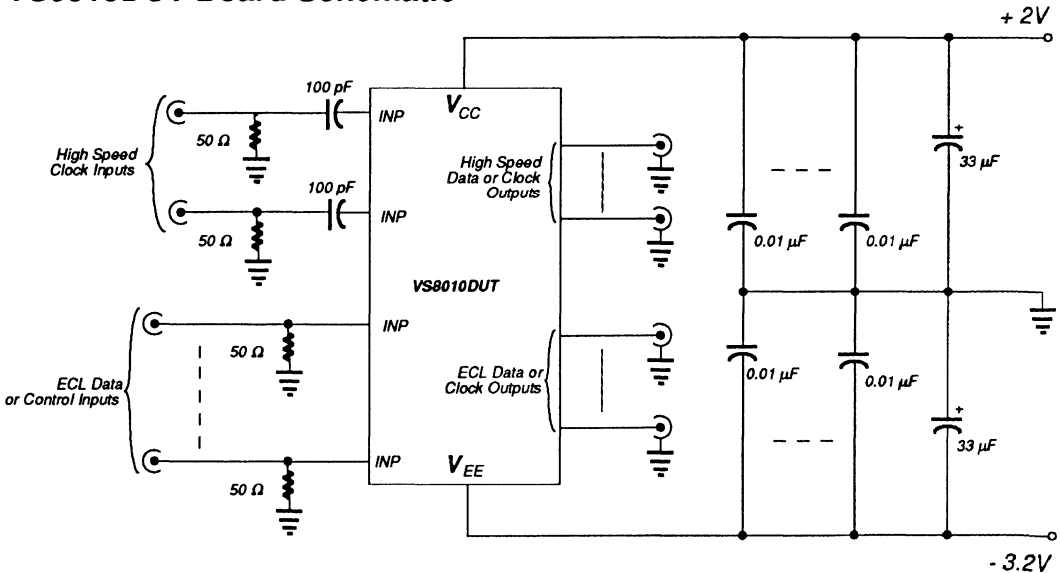 VS8010DUT Board Schematic
+ 2V
100 pF
INP
V CC
50 Ω
High Speed
Clock Inputs
High Speed
Data or Clock
Outputs
+
33 µF
100 pF
INP
50 Ω
0.01 µF
0.01 µF
VS8010DUT
INP
50 Ω
ECL Data
or Control Inputs
ECL Data or
Clock Outputs
0.01 µF
0.01 µF
+
33 µF
INP
V EE
50 Ω
- 3.2V